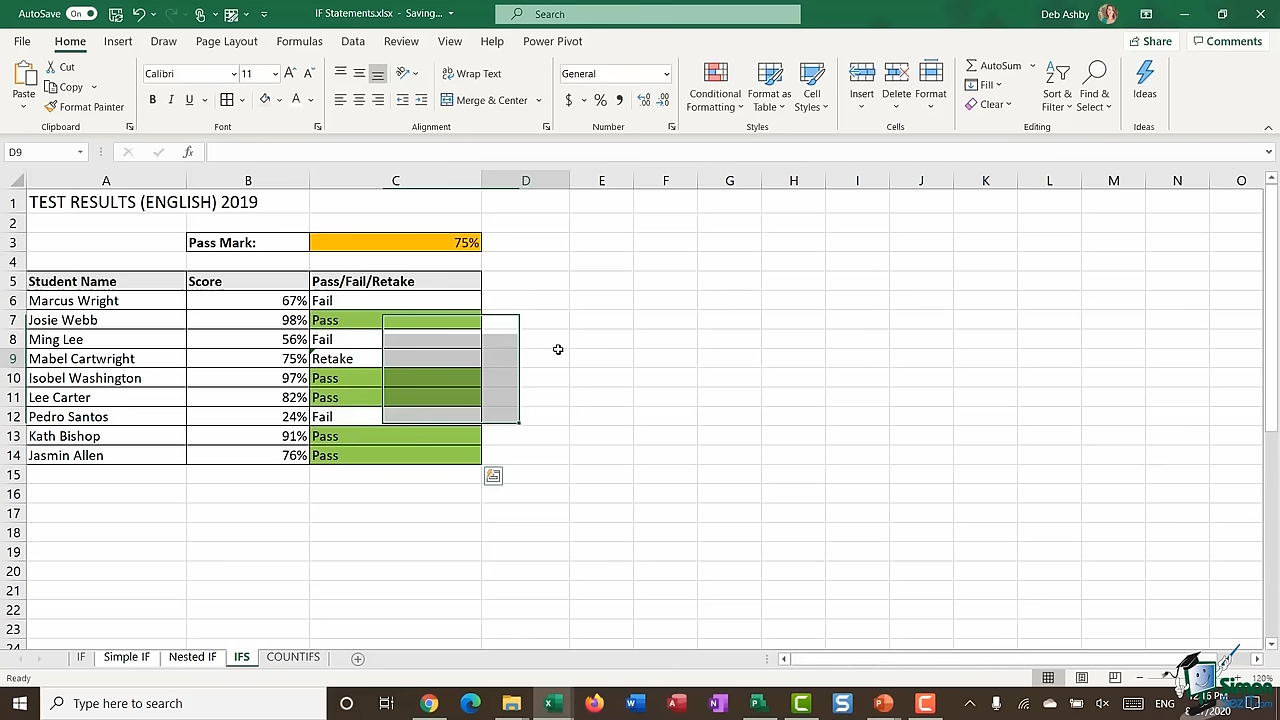 AutoSave On IF Statements.xlsx - Saving... Search Deb Ashby
File Home Insert Draw Page Layout Formulas Data Review View Help Power Pivot Share Comments
Paste Cut Copy Format Painter Clipboard
Calibri 11 B I U A Font
Wrap Text Merge & Center Alignment
General $ % Number
Conditional Formatting Format as Table Cell Styles Styles
Insert Delete Format Cells
AutoSum Fill Clear Sort & Filter Find & Select Editing
Ideas Ideas
D9 fx
A B C D E F G H I J K L M N O
1 TEST RESULTS (ENGLISH) 2019
2
3 Pass Mark: 75%
4
5 Student Name Score Pass/Fail/Retake
6 Marcus Wright 67% Fail
7 Josie Webb 98% Pass
8 Ming Lee 56% Fail
9 Mabel Cartwright 75% Retake
10 Isobel Washington 97% Pass
11 Lee Carter 82% Pass
12 Pedro Santos 24% Fail
13 Kath Bishop 91% Pass
14 Jasmin Allen 76% Pass
15
16
17
18
19
20
21
22
23
24
IF Simple IF Nested IF IFS COUNTIFS
Ready 120%
Type here to search